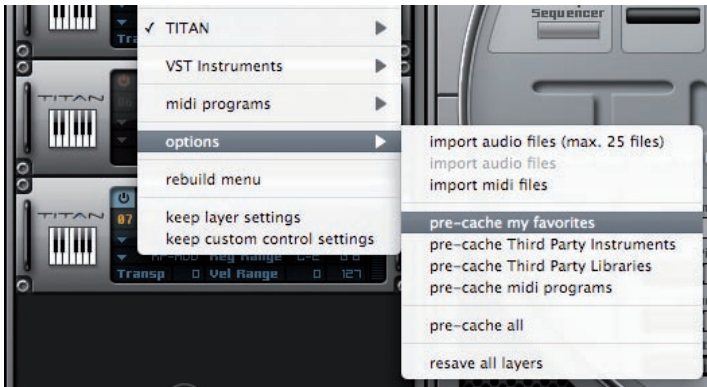 Sequencer
Tra
✓ TITAN
VST Instruments
TITAN
midi programs
options
import audio files (max. 25 files)
import audio files
import midi files
rebuild menu
TITAN
07
keep layer settings
keep custom control settings
pre-cache my favorites
pre-cache Third Party Instruments
pre-cache Third Party Libraries
pre-cache midi programs
Transp 0 Vel Range 0 127
pre-cache all
resave all layers